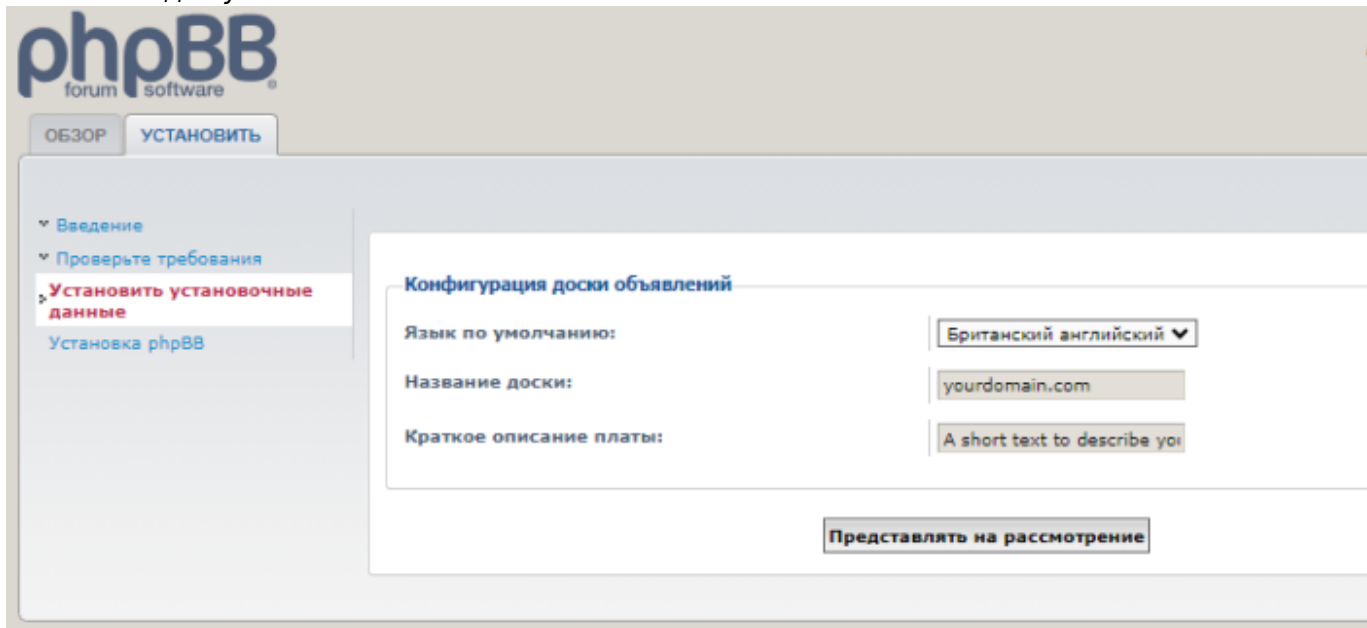 phpBB
forum software
ОБЗОР УСТАНОВИТЬ
Введение
Проверьте требования
Установить установочные
данные
Установка phpBB
Конфигурация доски объявлений
Язык по умолчанию:
Британский английский
Название доски:
yourdomain.com
Краткое описание платы:
A short text to describe you
Представлять на рассмотрение